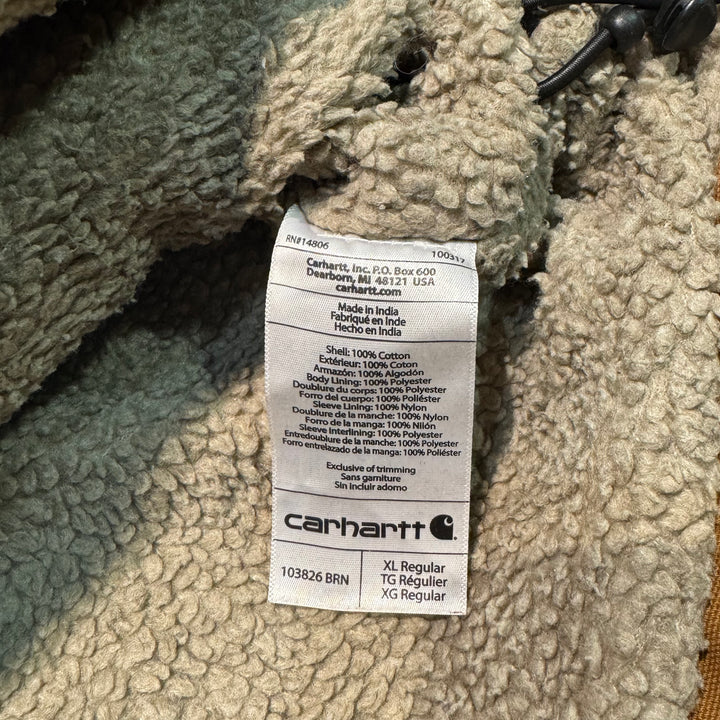 RN#14806 100317
Carhartt, Inc. P.O. Box 600
Dearborn, MI 48121 USA
carhartt.com
Made in India
Fabriqué en Inde
Hecho en India
Shell: 100% Cotton
Extérieur: 100% Coton
Armazón: 100% Algodón
Body Lining: 100% Polyester
Doublure du corps: 100% Polyester
Forro del cuerpo: 100% Poliéster
Sleeve Lining: 100% Nylon
Doublure de la manche: 100% Nylon
Forro de la manga: 100% Nilón
Sleeve Interlining: 100% Polyester
Entredoublure de la manche: 100% Polyester
Forro entrelazado de la manga: 100% Poliéster
Exclusive of trimming
Sans garniture
Sin incluir adorno
carhartt
103826 BRN
XL Regular
TG Régulier
XG Regular